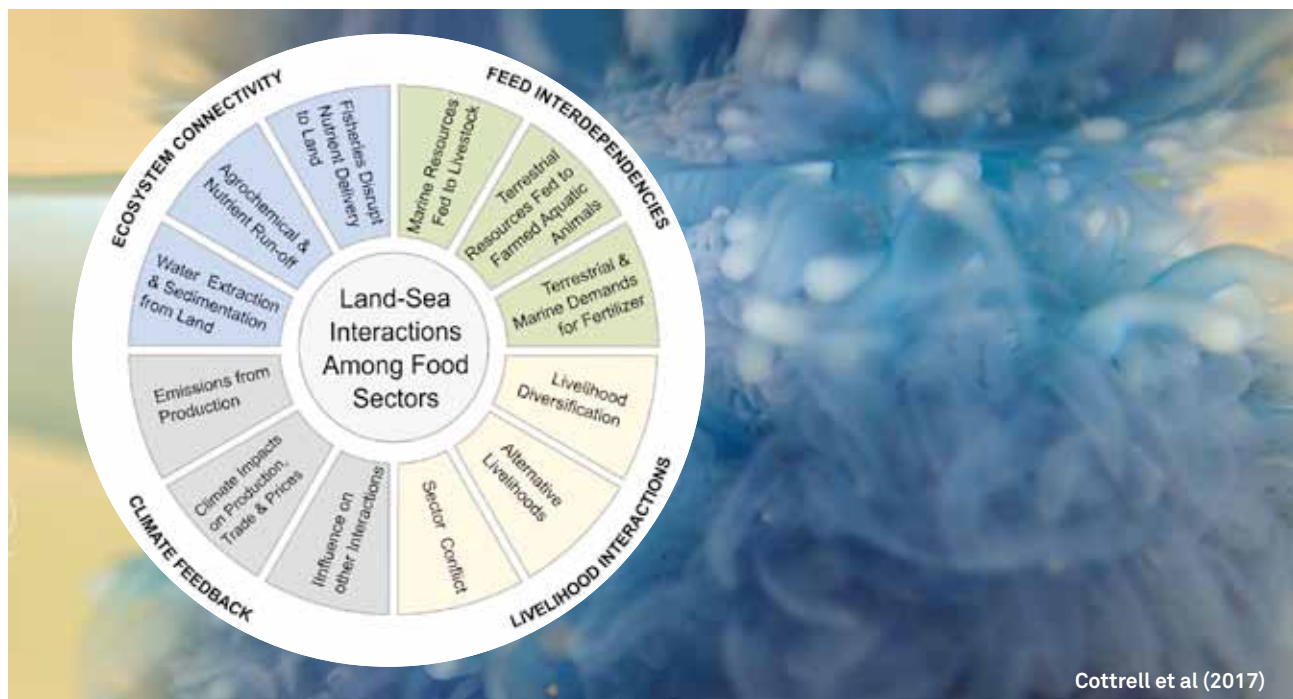 ECOSYSTEM CONNECTIVITY
Fisheries Disrupt
Nutrient Delivery
to Land
Agrochemical &
Nutrient Run-off
Water Extraction
& Sedimentation
from Land
FEED INTERDEPENDENCIES
Marine Resources
Fed to Livestock
Terrestrial
Resources Fed to
Farmed Aquatic
Animals
Terrestrial &
Marine Demands
for Fertilizer
Land-Sea
Interactions
Among Food
Sectors
LIVELIHOOD INTERACTIONS
Livelihood
Diversification
Alternative
Livelihoods
Sector Conflict
CLIMATE FEEDBACK
Emissions from
Production
Climate Impacts
on Production,
Trade & Prices
IInfluence on
other Interactions
Cottrell et al (2017)